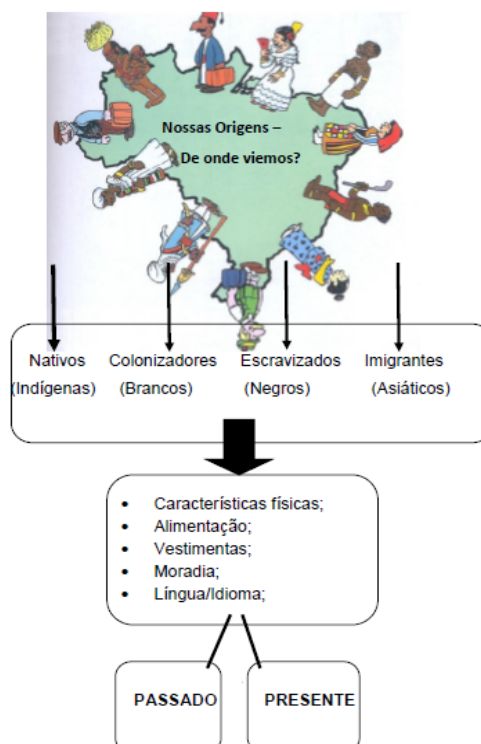 Nossas Origens –
De onde viemos?
Nativos Colonizadores Escravizados Imigrantes
(Indígenas) (Brancos) (Negros) (Asiáticos)
• Características físicas;
• Alimentação;
• Vestimentas;
• Moradia;
• Língua/Idioma;
PASSADO PRESENTE